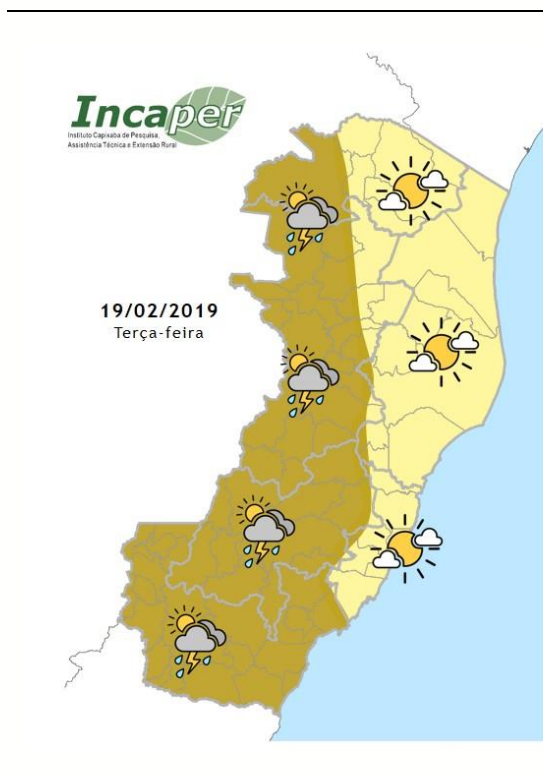 Incaper
Instituto Capixaba de Pesquisa,
Assistência Técnica e Extensão Rural
19/02/2019
Terça-feira